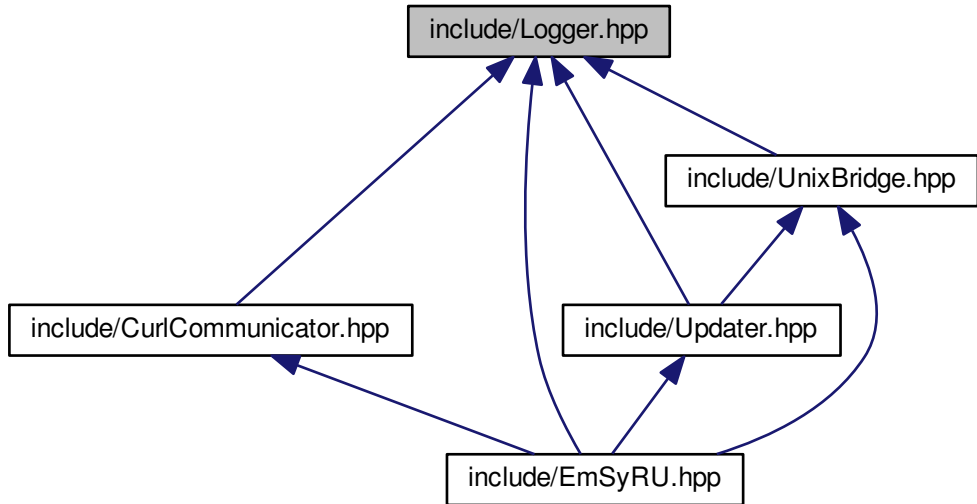 include/Logger.hpp
include/UnixBridge.hpp
include/CurlCommunicator.hpp
include/Updater.hpp
include/EmSyRU.hpp